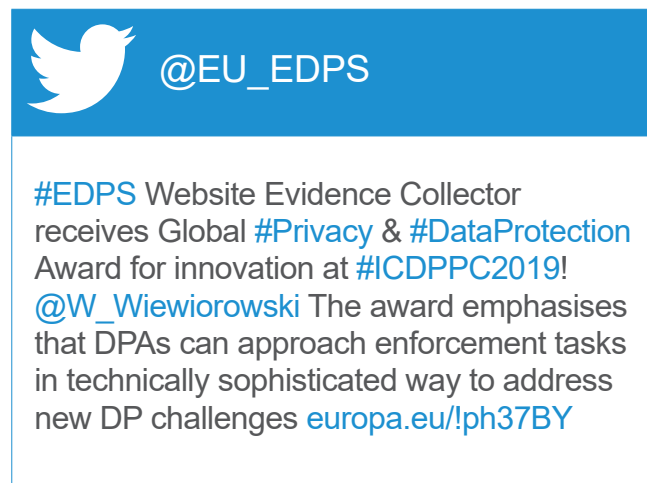 @EU_EDPS
#EDPS Website Evidence Collector
receives Global #Privacy & #DataProtection
Award for innovation at #ICDPPC2019!
@W_Wiewiorowski The award emphasises
that DPAs can approach enforcement tasks
in technically sophisticated way to address
new DP challenges europa.eu/!ph37BY